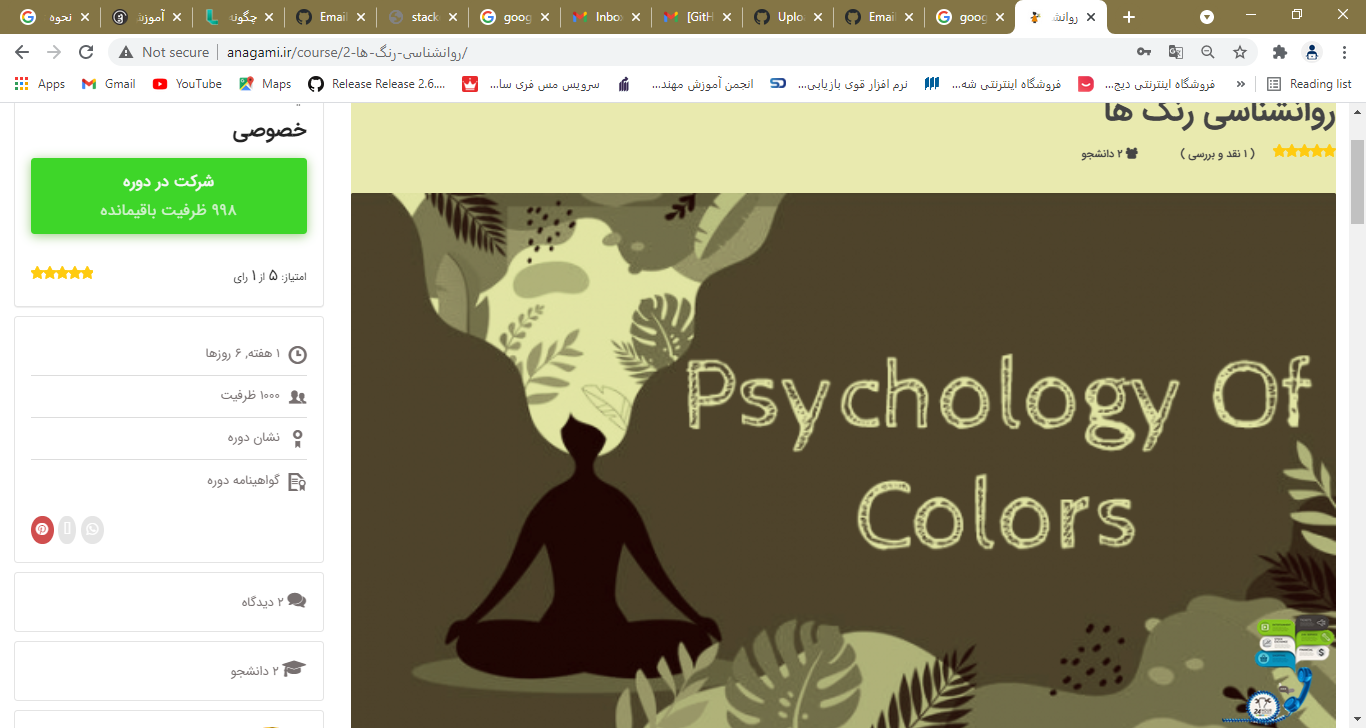 نحوه
آموزش
چگونه
Email
stack
goog
Inbox
[GitH
Uplo
Emai
goog
روانش
Not secure
anagami.ir/course/2-روانشناسی-رنگ-ها/
Apps
Gmail
YouTube
Maps
Release Release 2.6....
سرویس مس فری سا...
انجمن آموزش مهند...
نرم افزار قوی بازیابی...
فروشگاه اینترنتی شه...
فروشگاه اینترنتی دیج...
»
Reading list
روانشناسی رنگ ها
( ۱ نقد و بررسی )
۲ دانشجو
خصوصی
شرکت در دوره
۹۹۸ ظرفیت باقیمانده
امتیاز: ۵ از ۱ رای
۱ هفته, ۶ روزها
۱۰۰۰ ظرفیت
نشان دوره
گواهینامه دوره
۲ دیدگاه
۲ دانشجو
Psychology Of
Colors